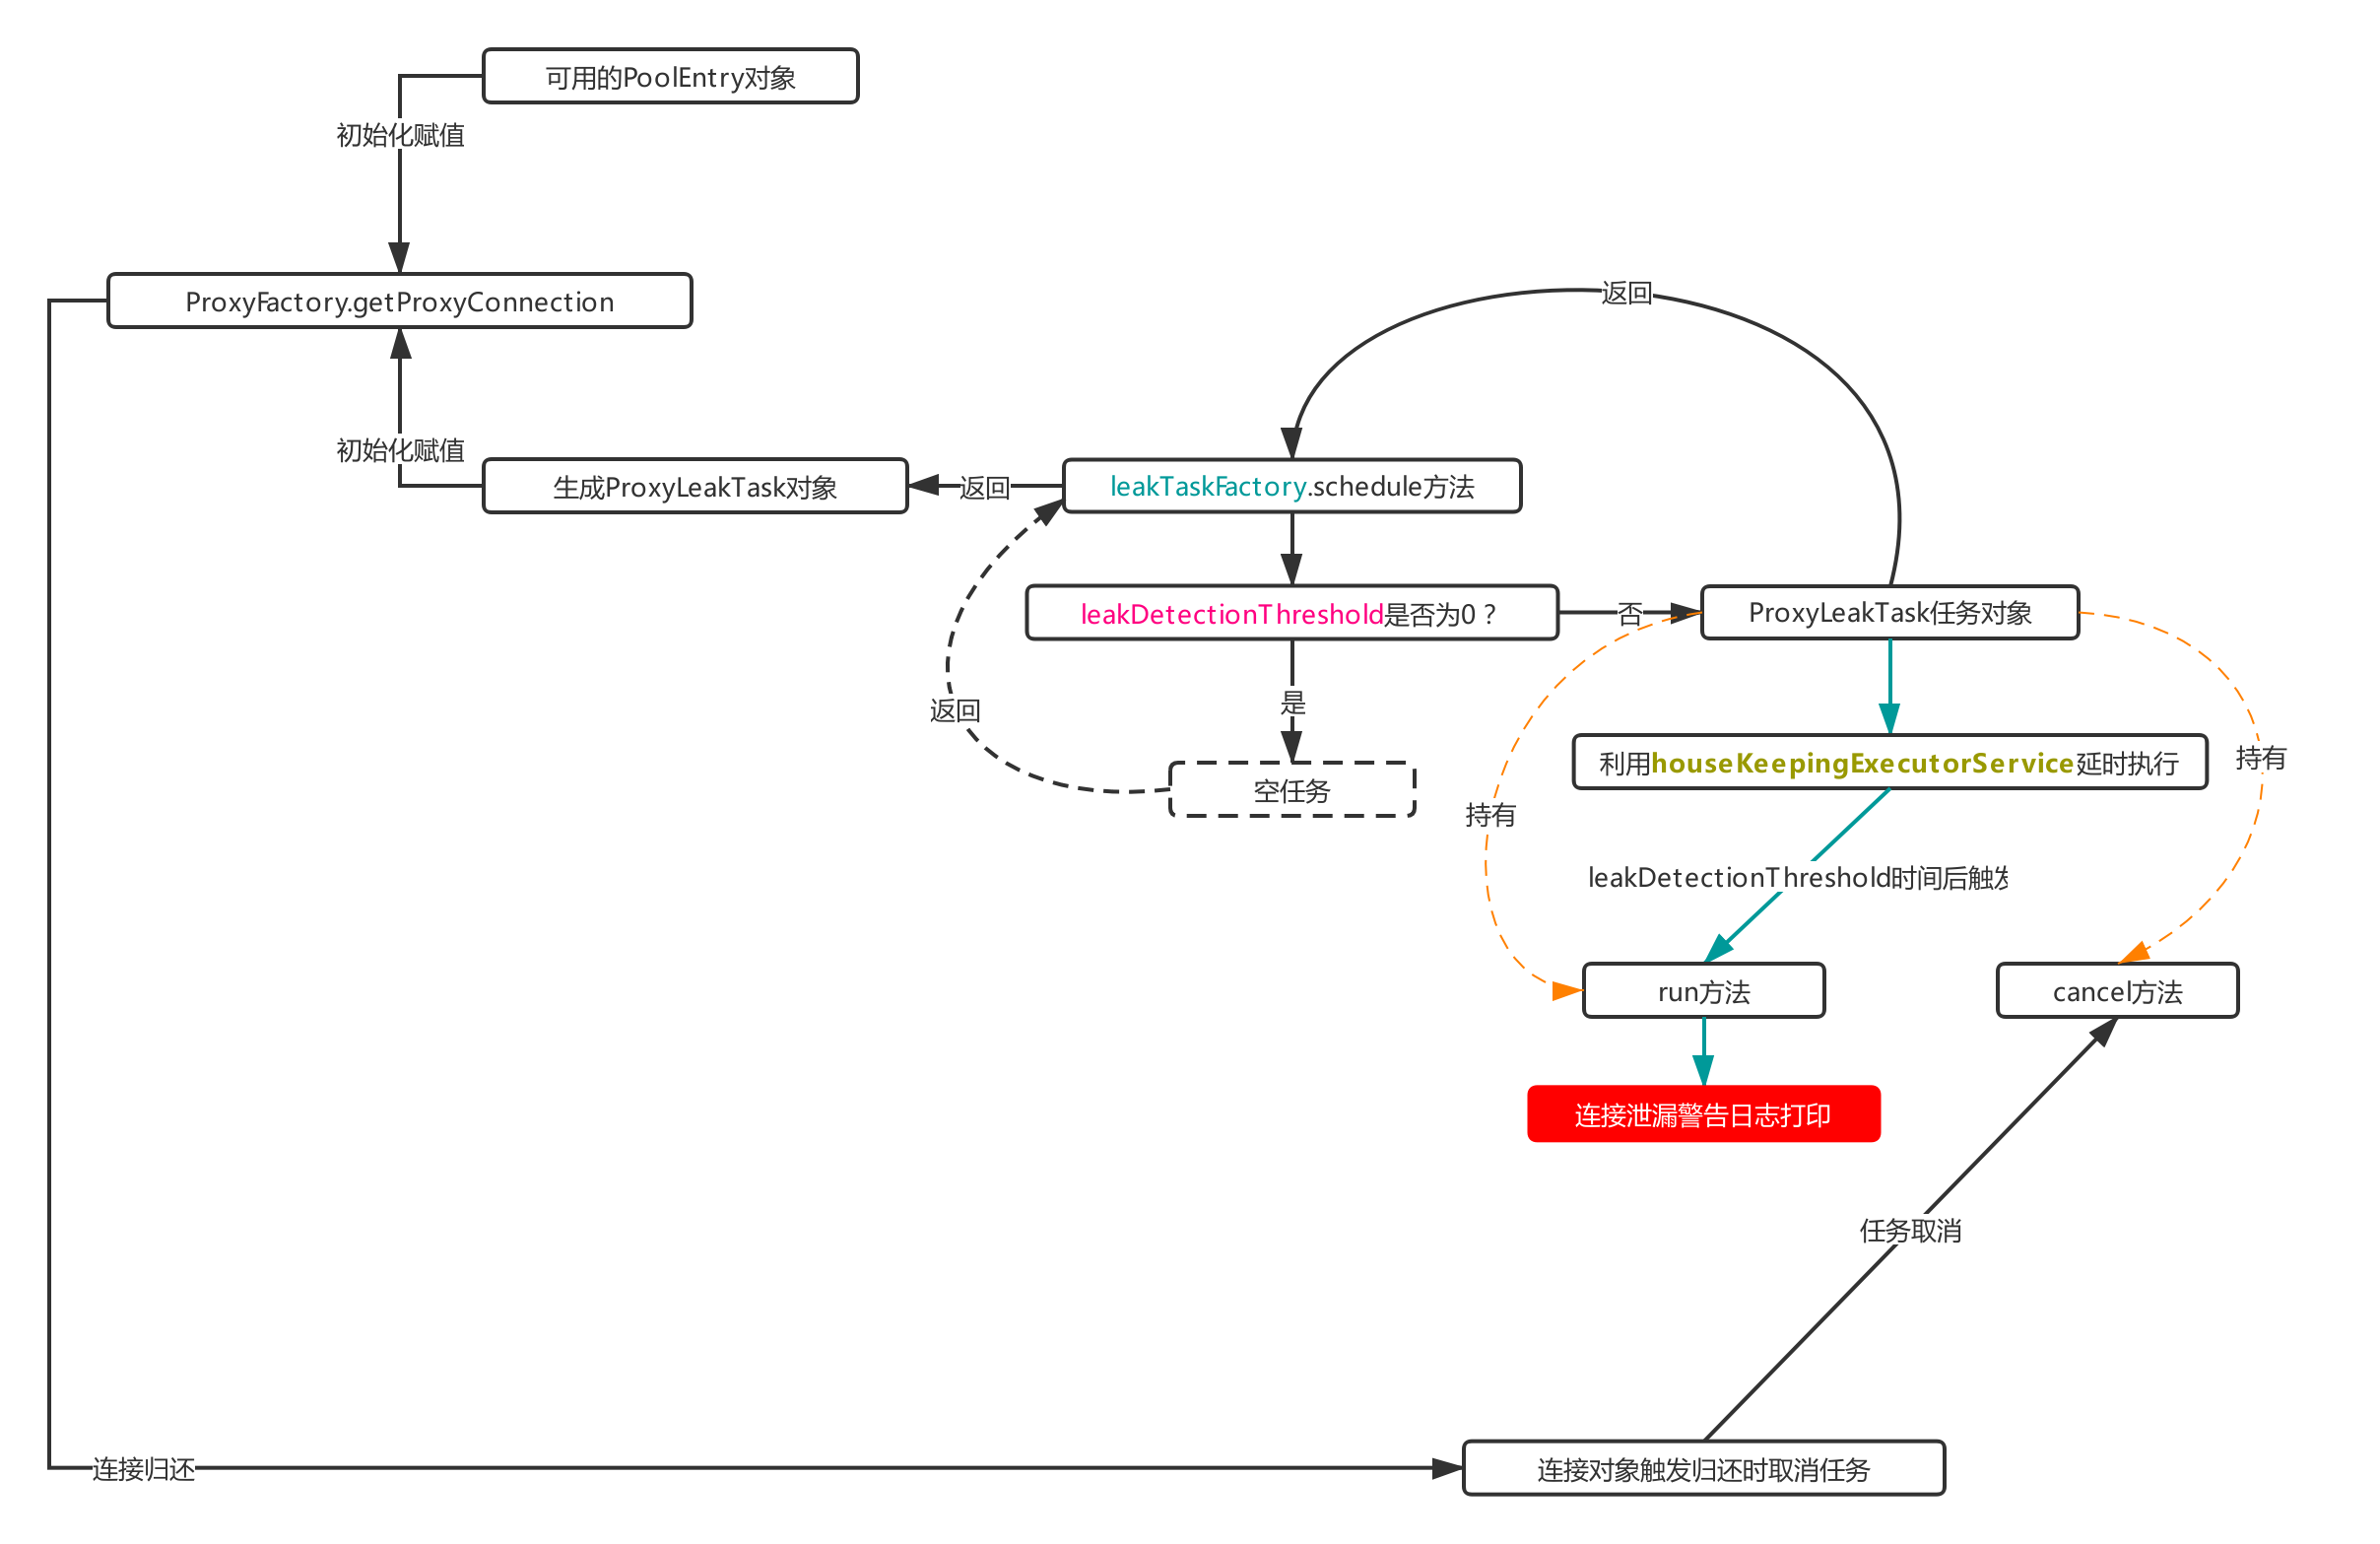 可用的PoolEntry对象
初始化赋值
ProxyFactory.getProxyConnection
返回
初始化赋值
生成ProxyLeakTask对象
返回
leakTaskFactory.schedule方法
leakDetectionThreshold是否为0？
否
ProxyLeakTask任务对象
是
返回
利用houseKeepingExecutorService延时执行
持有
空任务
持有
leakDetectionThreshold时间后触发
run方法
cancel方法
连接泄漏警告日志打印
任务取消
连接归还
连接对象触发归还时取消任务